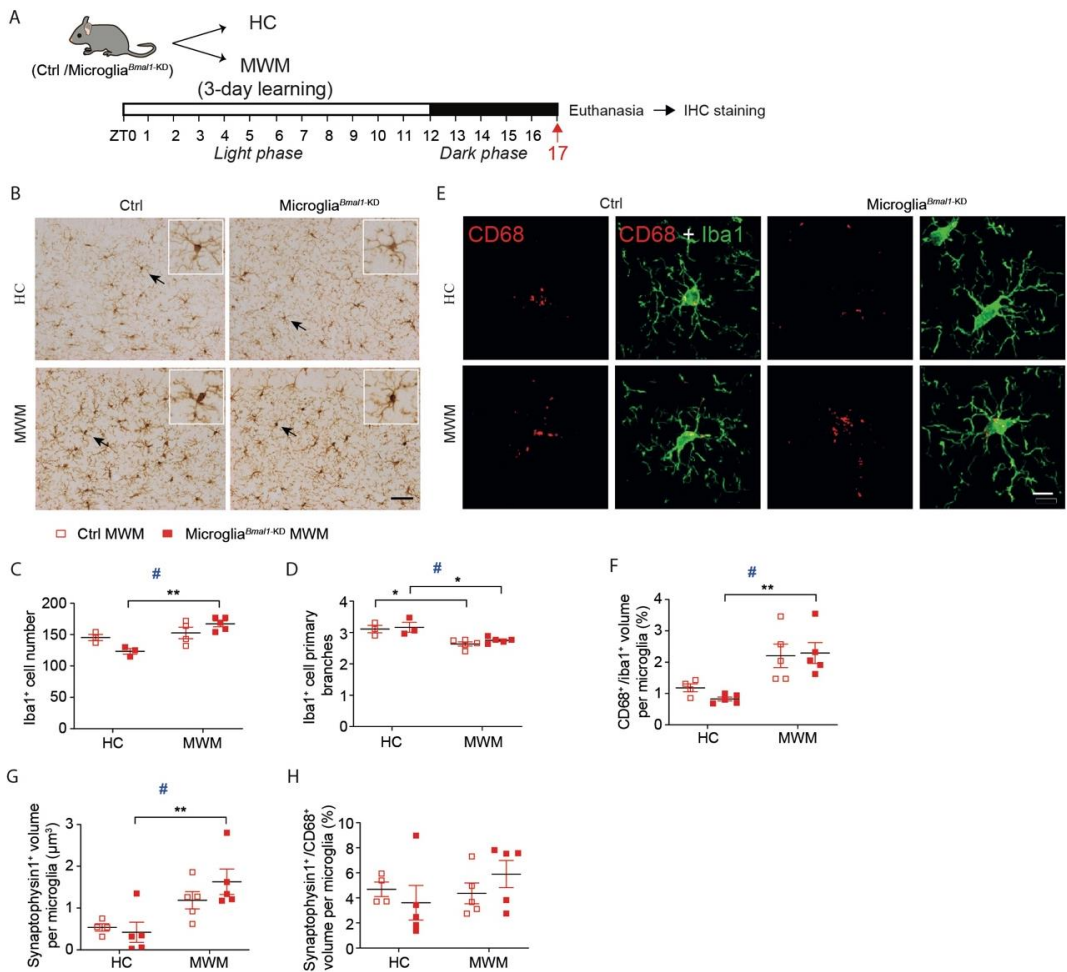 A
HC
(Ctrl /Microglia^Bmal1-KD)
MWM
(3-day learning)
Euthanasia → IHC staining
ZT0 1 2 3 4 5 6 7 8 9 10 11 12 13 14 15 16
Light phase Dark phase 17
B
Ctrl Microglia^Bmal1-KD
HC
MWM
E
Ctrl Microglia^Bmal1-KD
CD68 CD68 + Iba1
HC
MWM
Ctrl MWM Microglia^Bmal1-KD MWM
C
#
**
200
150
100
50
0
Iba1⁺ cell number
HC MWM
D
#
* *
4
3
2
1
0
Iba1⁺ cell primary
branches
HC MWM
F
#
**
4
3
2
1
0
CD68⁺/iba1⁺ volume
per microglia (%)
HC MWM
G
#
**
3
2
1
0
Synaptophysin1⁺ volume
per microglia (μm³)
HC MWM
H
10
8
6
4
2
0
Synaptophysin1⁺/CD68⁺
volume per microglia (%)
HC MWM